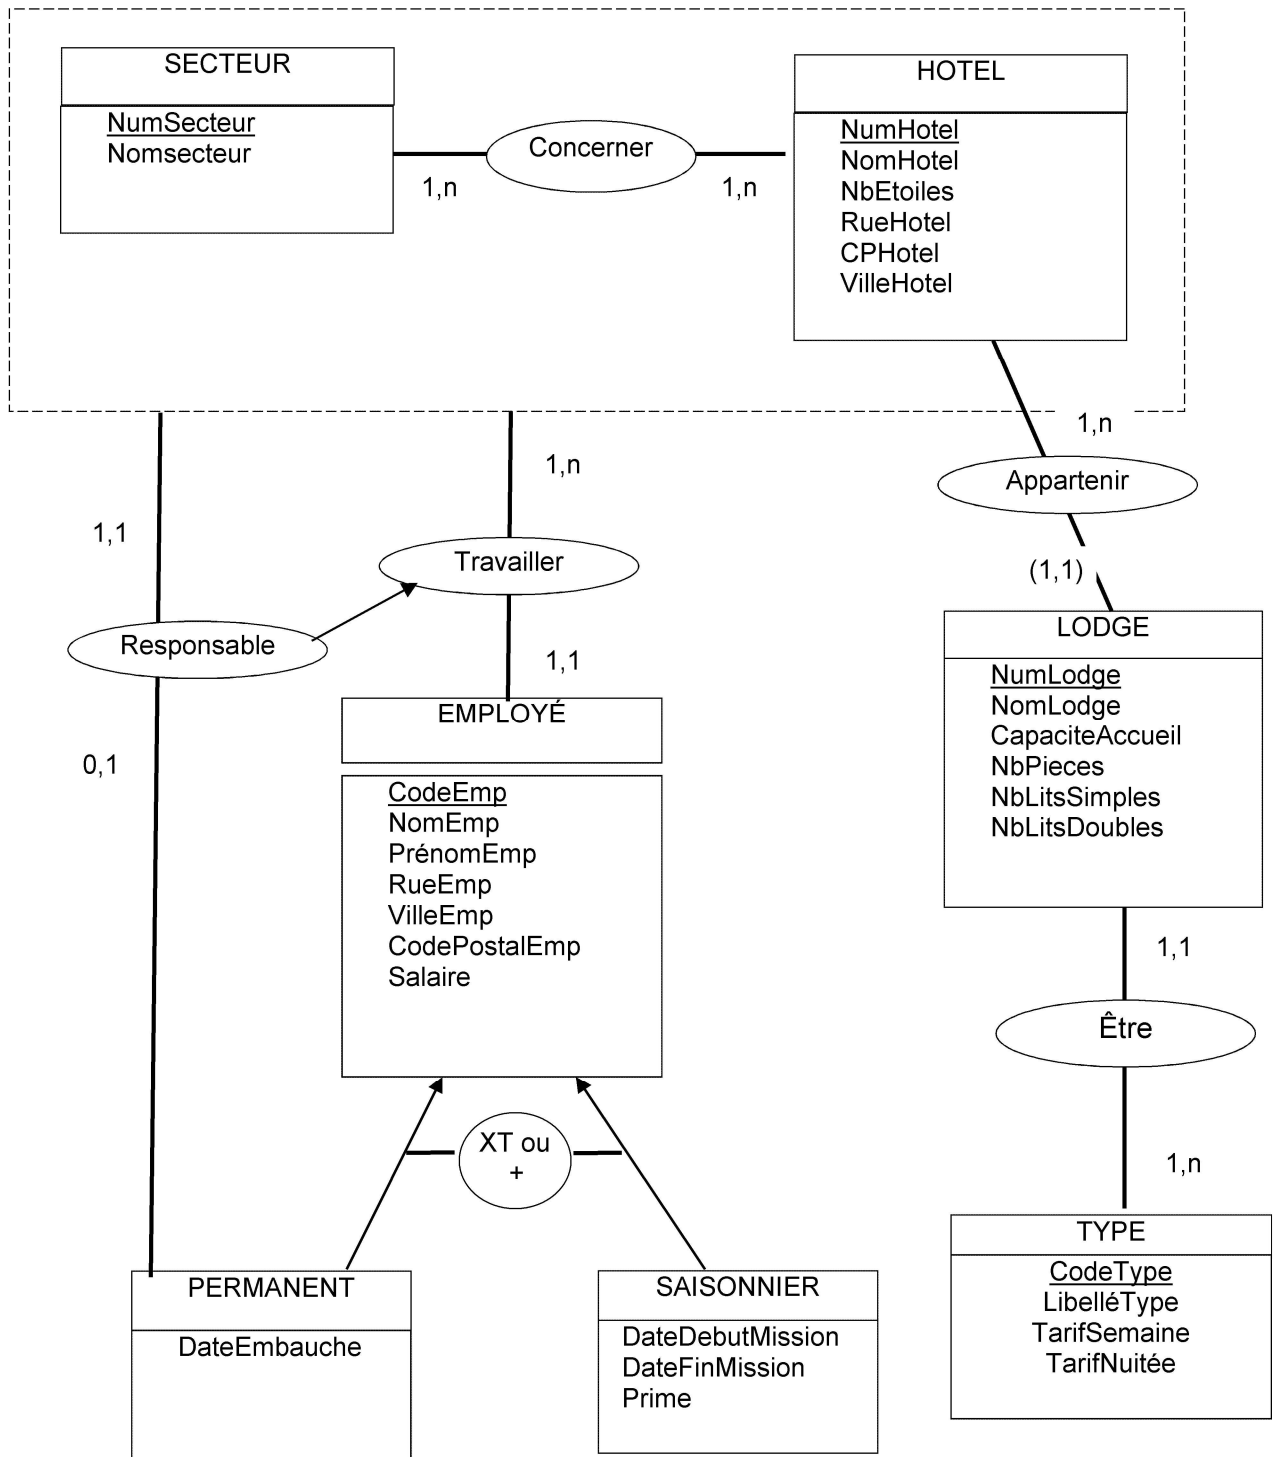 SECTEUR
NumSecteur
Nomsecteur
Concerner
1,n
1,n
HOTEL
NumHotel
NomHotel
NbEtoiles
RueHotel
CPHotel
VilleHotel
1,n
Appartenir
(1,1)
1,n
1,1
Travailler
Responsable
1,1
0,1
EMPLOYÉ
CodeEmp
NomEmp
PrénomEmp
RueEmp
VilleEmp
CodePostalEmp
Salaire
LODGE
NumLodge
NomLodge
CapaciteAccueil
NbPieces
NbLitsSimples
NbLitsDoubles
1,1
Être
1,n
XT ou
+
PERMANENT
DateEmbauche
SAISONNIER
DateDebutMission
DateFinMission
Prime
TYPE
CodeType
LibelléType
TarifSemaine
TarifNuitée